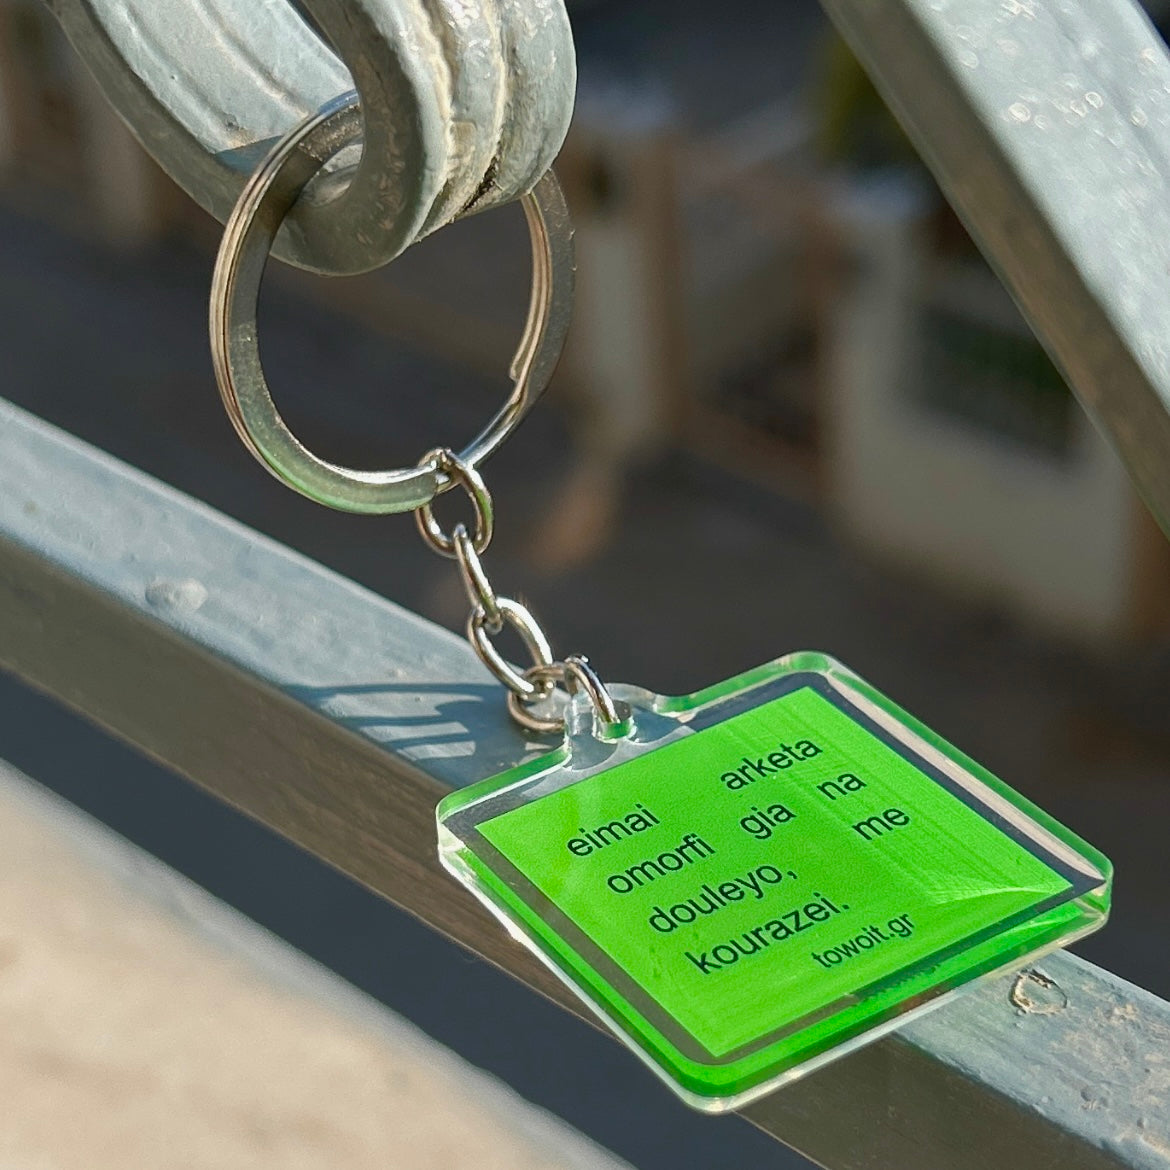 eimai arketa
omorfi gia na
douleyo, me
kourazei.
towoit.gr